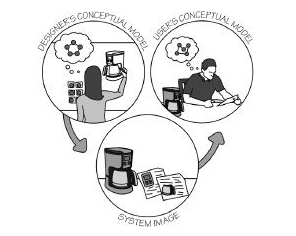 DESIGNER'S CONCEPTUAL MODEL
USER'S CONCEPTUAL MODEL
SYSTEM IMAGE